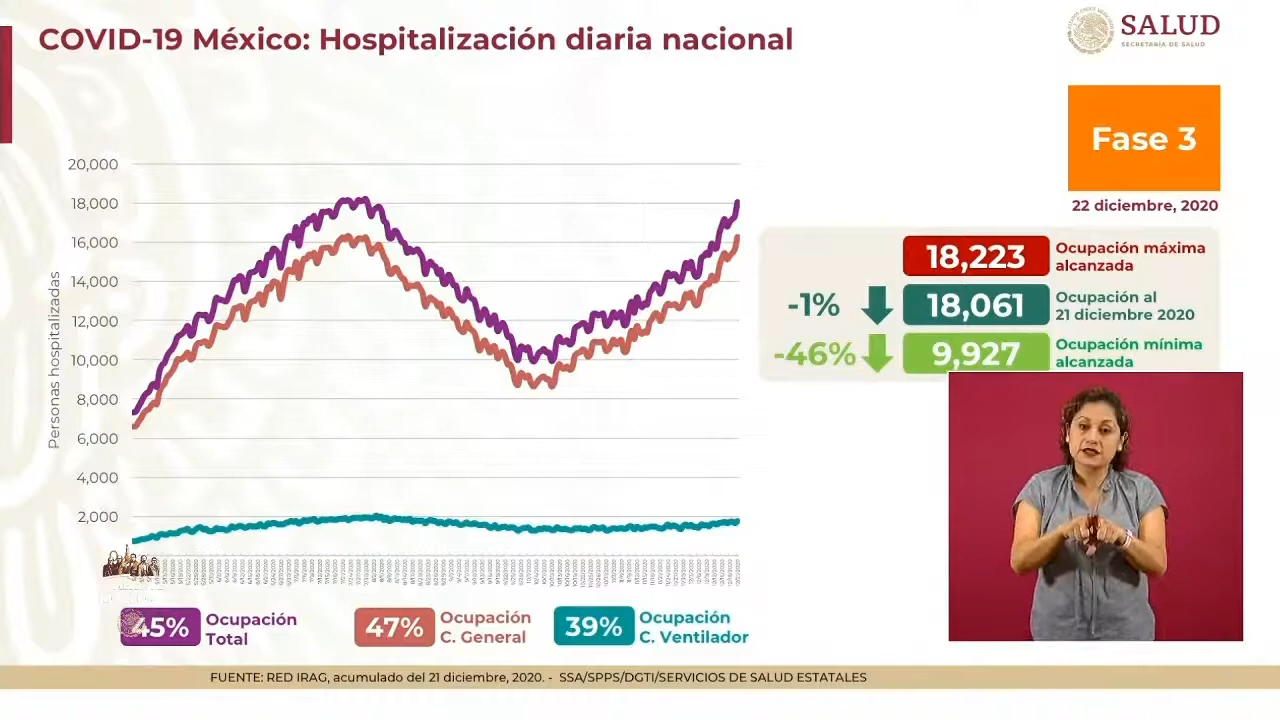 COVID-19 México: Hospitalización diaria nacional
SALUD
SECRETARÍA DE SALUD
Fase 3
22 diciembre, 2020
Personas hospitalizadas
20,000
18,000
16,000
14,000
12,000
10,000
8,000
6,000
4,000
2,000
18,223
Ocupación máxima
alcanzada
-1%
18,061
Ocupación al
21 diciembre 2020
-46%
9,927
Ocupación mínima
alcanzada
45%
Ocupación
Total
47%
Ocupación
C. General
39%
Ocupación
C. Ventilador
FUENTE: RED IRAG, acumulado del 21 diciembre, 2020. - SSA/SPPS/DGTI/SERVICIOS DE SALUD ESTATALES